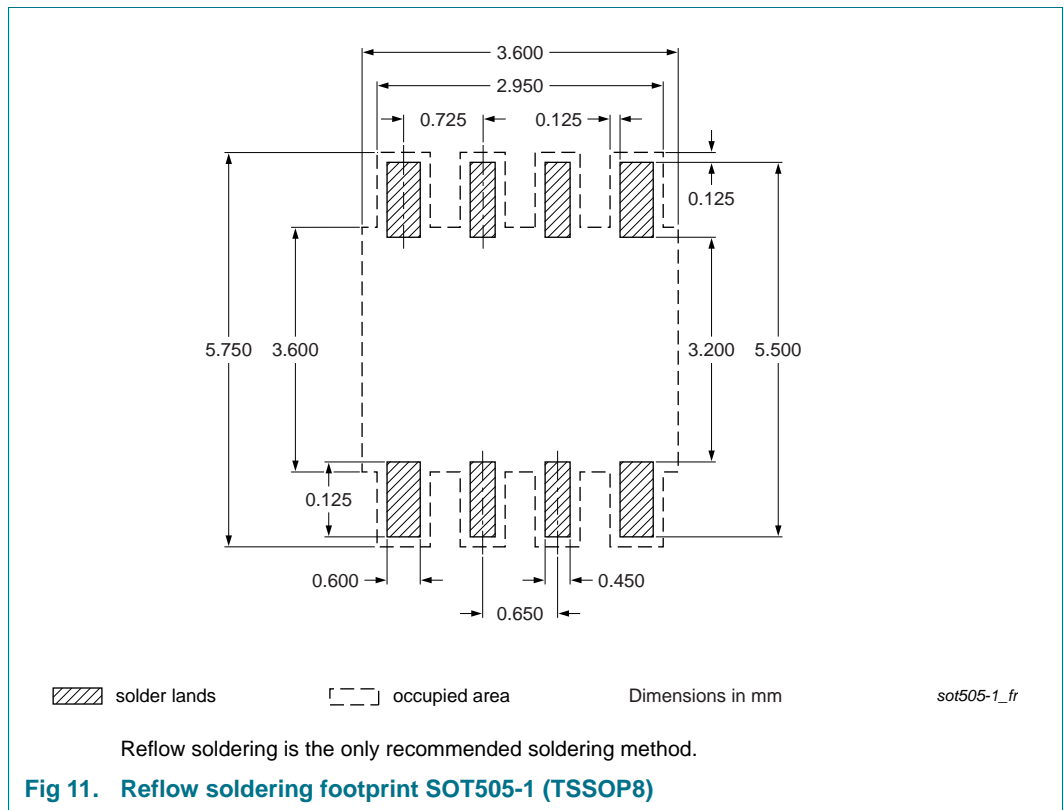 3.600
2.950
0.725 0.125
0.125
5.750 3.600 3.200 5.500
0.125
0.600 0.450
0.650
solder lands occupied area Dimensions in mm sot505-1_fr
Reflow soldering is the only recommended soldering method.
Fig 11. Reflow soldering footprint SOT505-1 (TSSOP8)